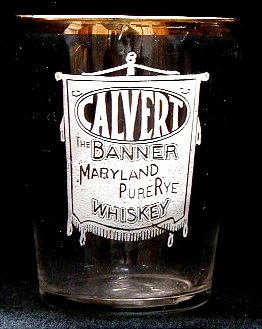 CALVERT
THE BANNER
MARYLAND
PURE RYE
WHISKEY